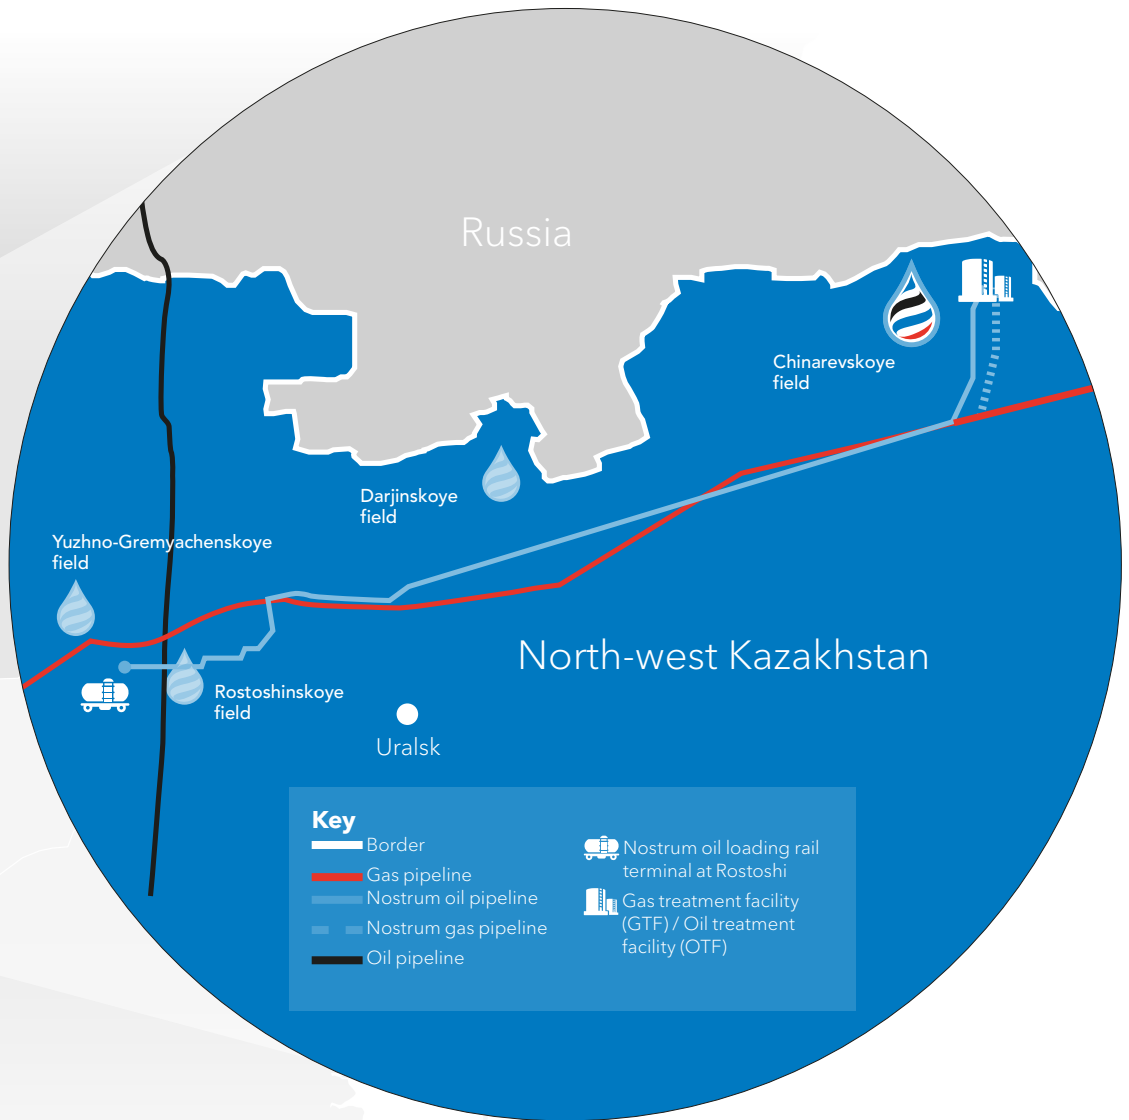 Russia
Chinarevskoye
field
Darjinskoye
field
Yuzhno-Gremyachenskoye
field
North-west Kazakhstan
Rostoshinskoye
field
Uralsk
Key
Border
Gas pipeline
Nostrum oil pipeline
Nostrum gas pipeline
Oil pipeline
Nostrum oil loading rail
terminal at Rostoshi
Gas treatment facility
(GTF) / Oil treatment
facility (OTF)